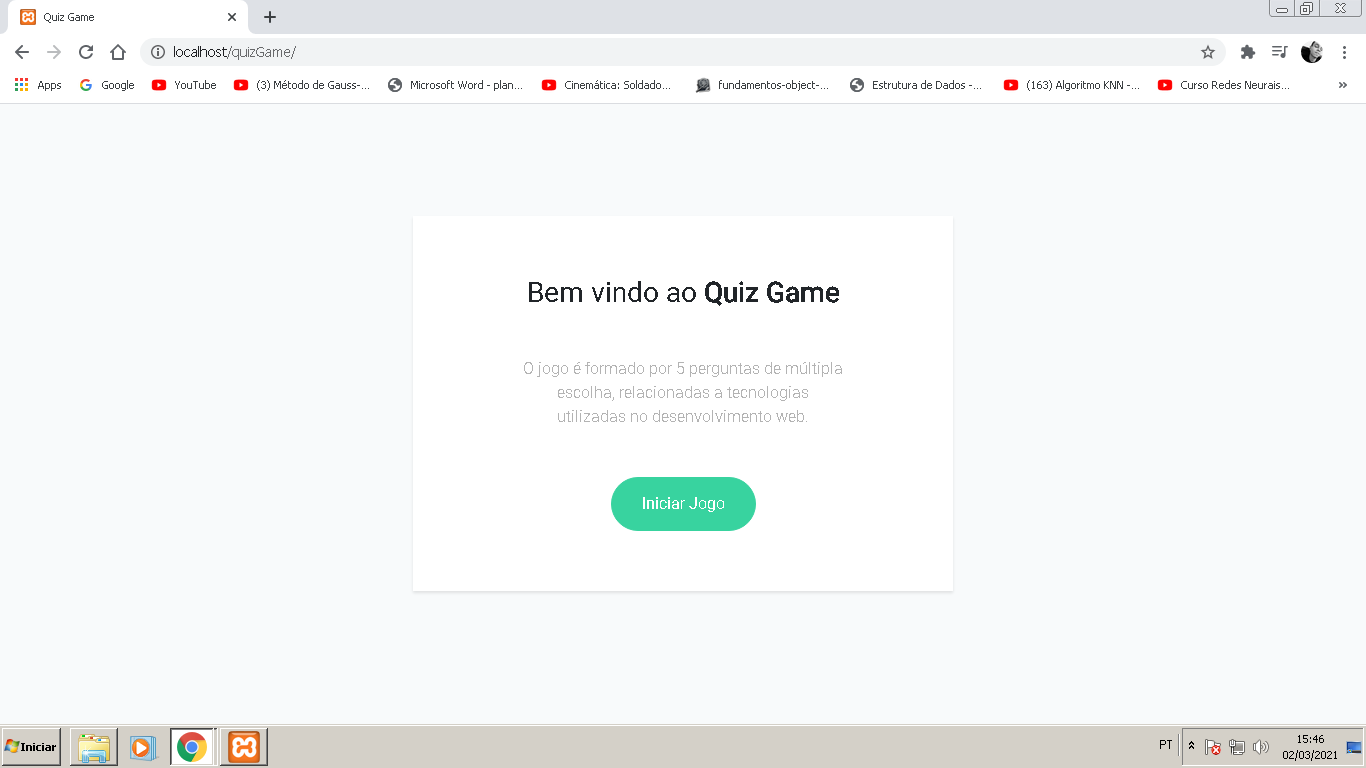 Quiz Game
localhost/quizGame/
Apps
Google
YouTube
(3) Método de Gauss-...
Microsoft Word - plan...
Cinemática: Soldado...
fundamentos-object-...
Estrutura de Dados -...
(163) Algoritmo KNN -...
Curso Redes Neurais...
Bem vindo ao Quiz Game
O jogo é formado por 5 perguntas de múltipla
escolha, relacionadas a tecnologias
utilizadas no desenvolvimento web.
Iniciar Jogo
Iniciar
PT
15:46
02/03/2021